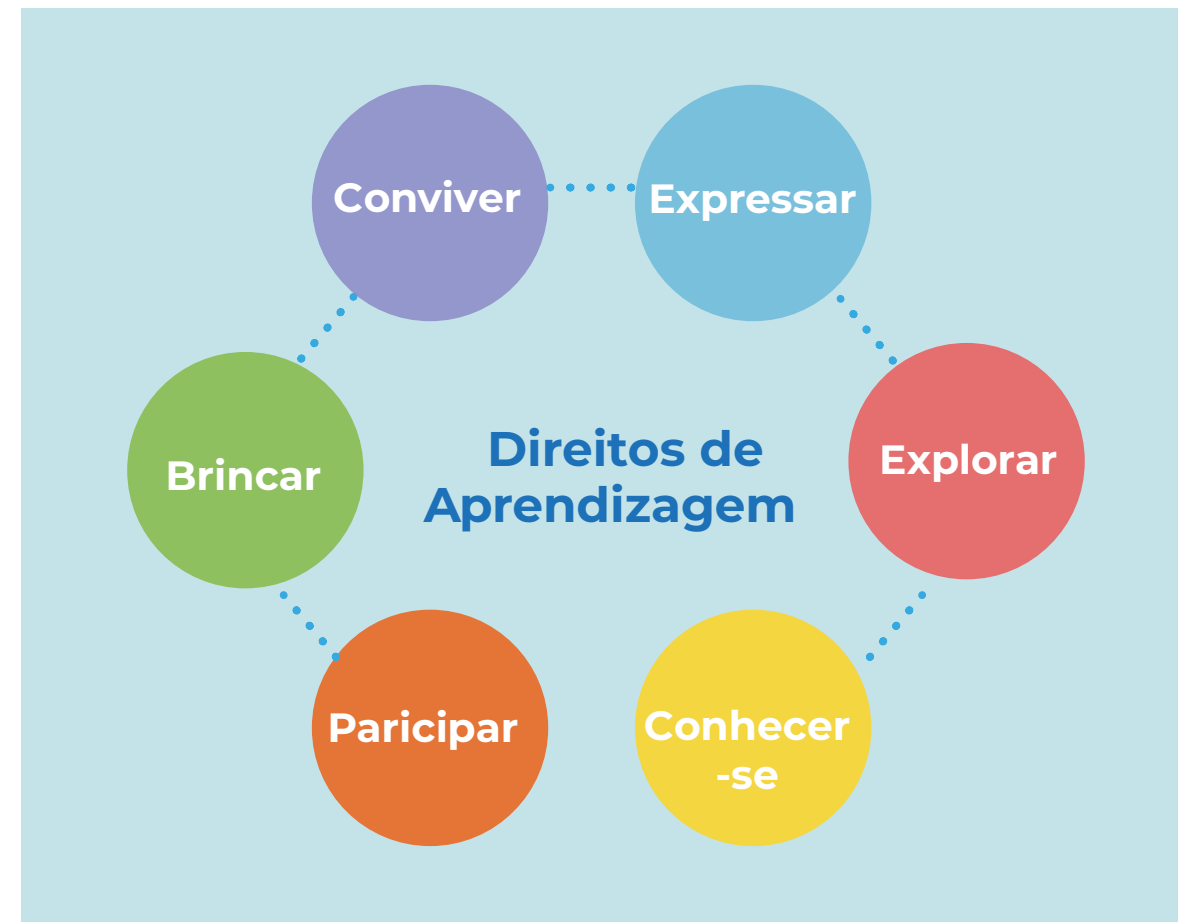 Conviver
Expressar
Brincar
Direitos de
Aprendizagem
Explorar
Paricipar
Conhecer
-se